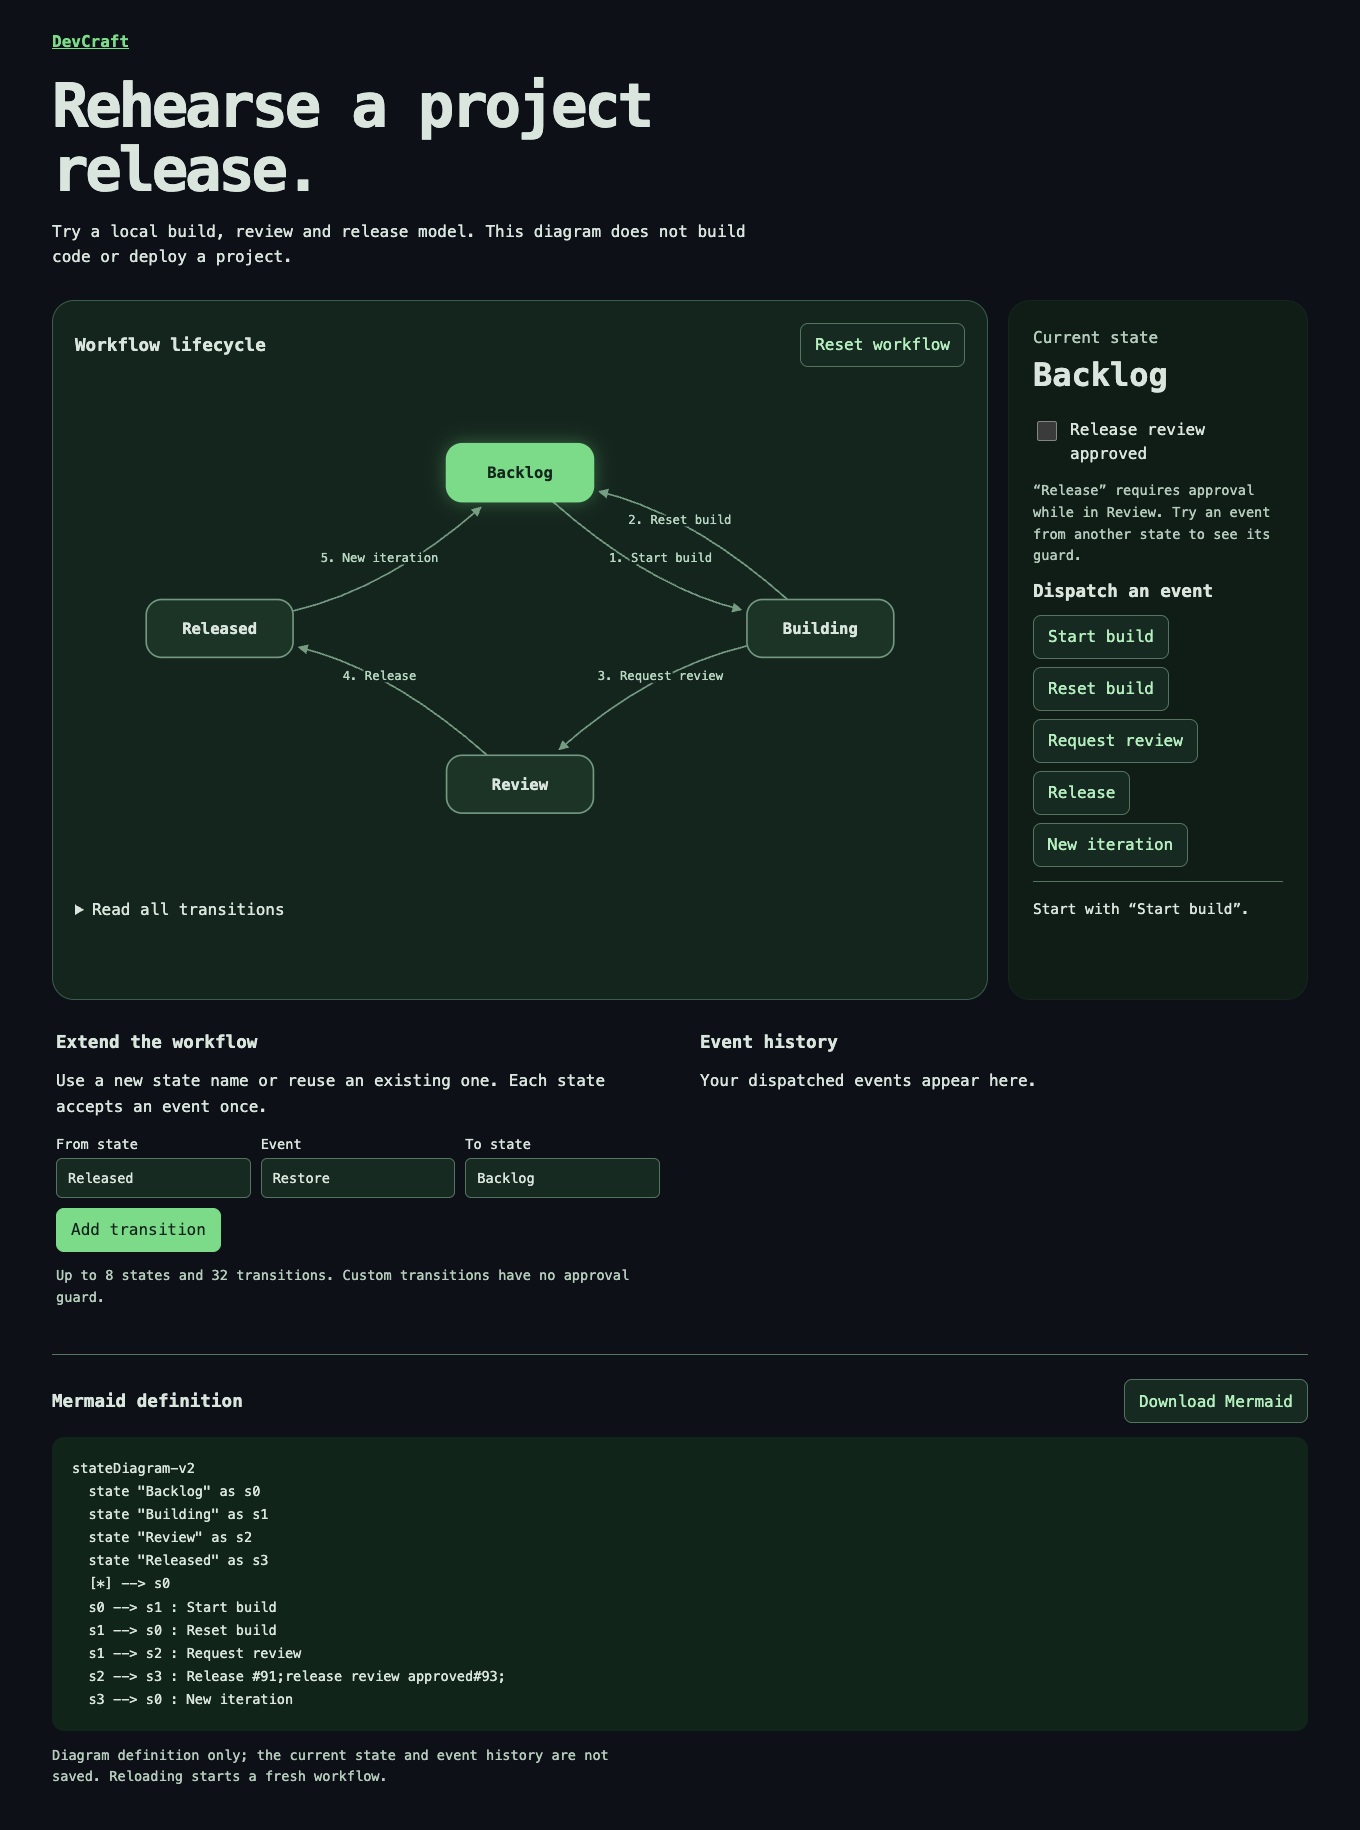 DevCraft
Rehearse a project
release.
Try a local build, review and release model. This diagram does not build
code or deploy a project.
Workflow lifecycle
Reset workflow
Backlog
2. Reset build
5. New iteration
1. Start build
Released
Building
4. Release
3. Request review
Review
▶ Read all transitions
Current state
Backlog
Release review
approved
“Release” requires approval
while in Review. Try an event
from another state to see its
guard.
Dispatch an event
Start build
Reset build
Request review
Release
New iteration
Start with “Start build”.
Extend the workflow
Use a new state name or reuse an existing one. Each state
accepts an event once.
From state
Event
To state
Released
Restore
Backlog
Add transition
Up to 8 states and 32 transitions. Custom transitions have no approval
guard.
Event history
Your dispatched events appear here.
Mermaid definition
Download Mermaid
stateDiagram-v2
  state "Backlog" as s0
  state "Building" as s1
  state "Review" as s2
  state "Released" as s3
  [*] --> s0
  s0 --> s1 : Start build
  s1 --> s0 : Reset build
  s1 --> s2 : Request review
  s2 --> s3 : Release #91;release review approved#93;
  s3 --> s0 : New iteration
Diagram definition only; the current state and event history are not
saved. Reloading starts a fresh workflow.